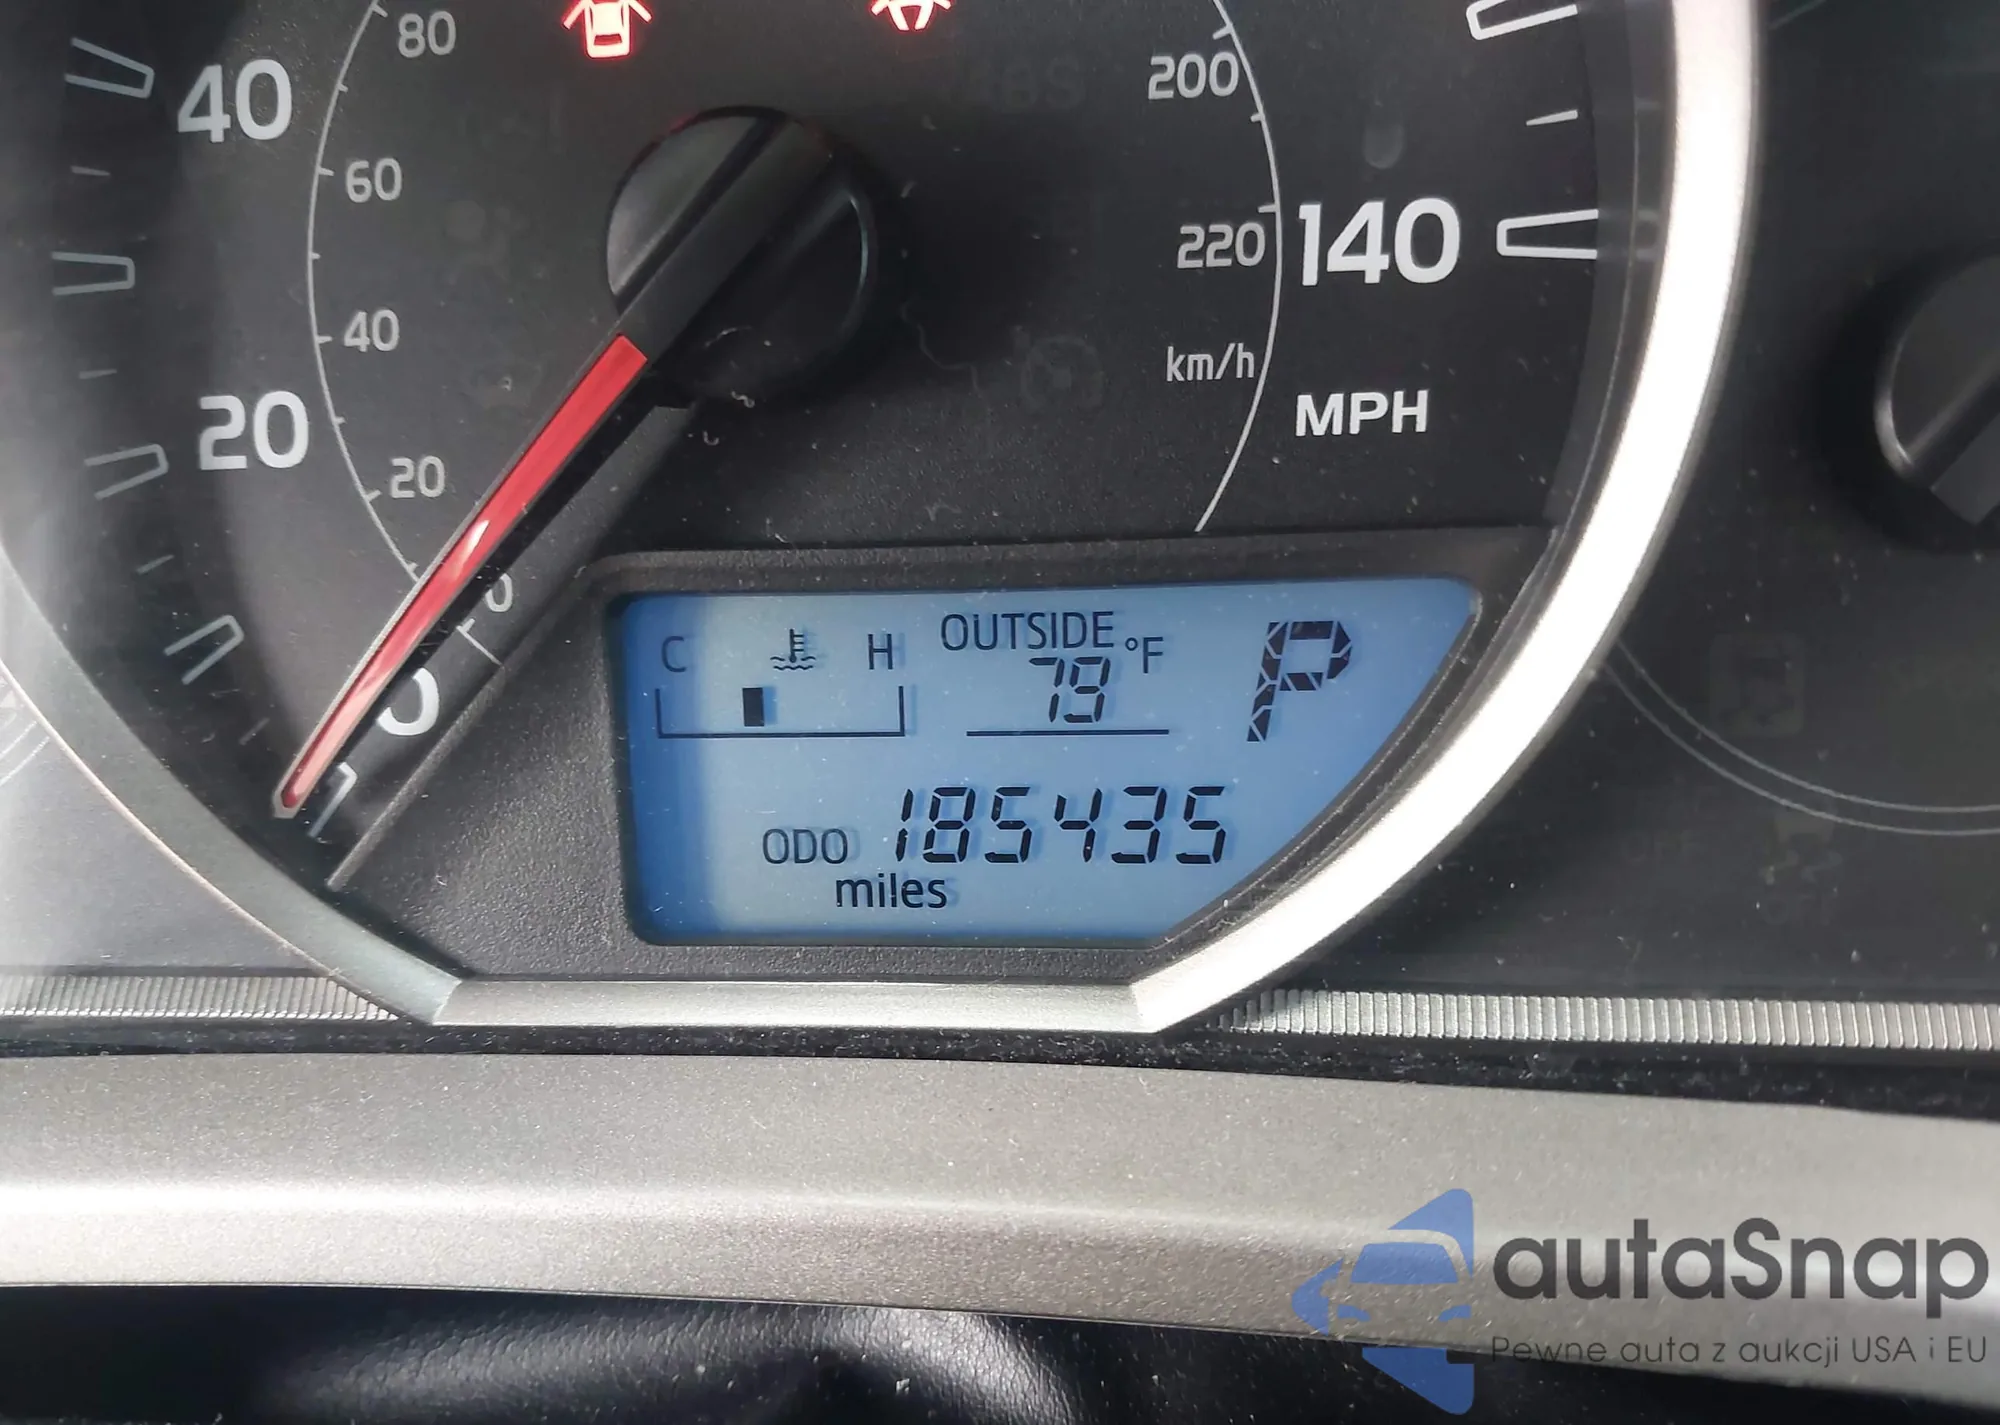 80
200
40
60
220
140
40
km/h
MPH
20
20
0
0
C H OUTSIDE °F
79
P
ODO 185435
miles
autaSnap
Pewne auta z aukcji USA i EU